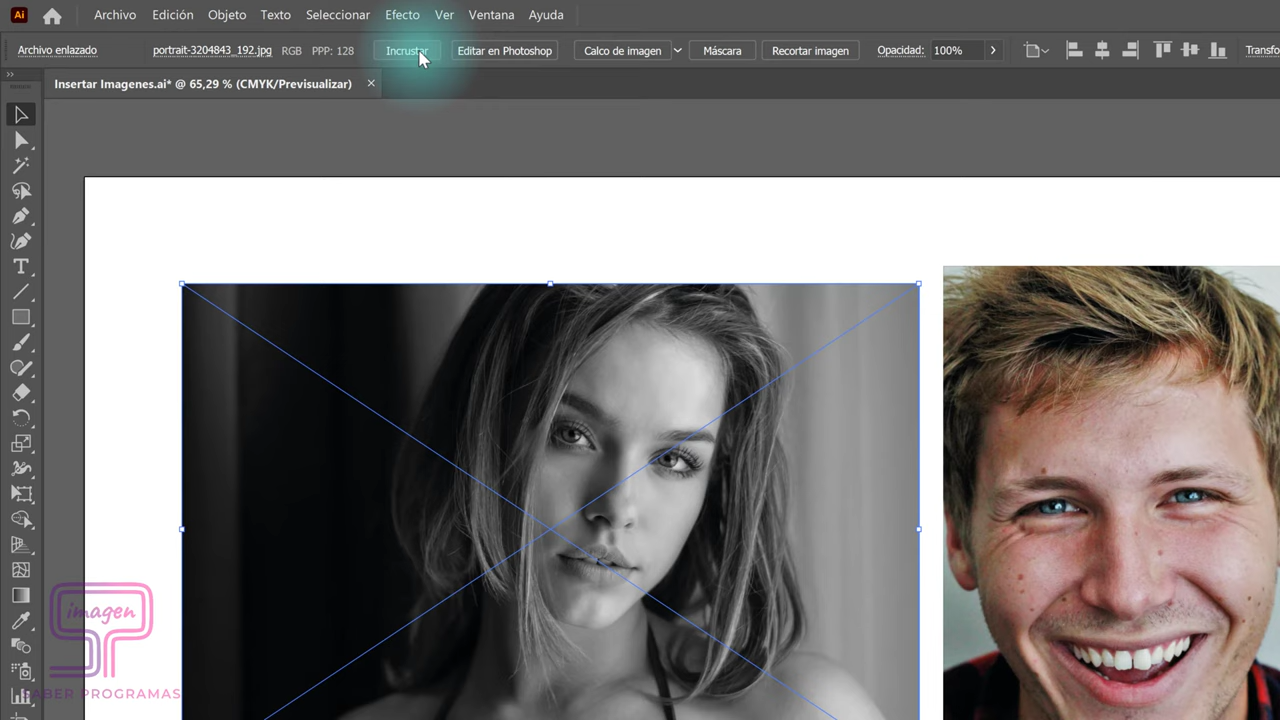 Ai Archivo Edición Objeto Texto Seleccionar Efecto Ver Ventana Ayuda
Archivo enlazado portrait-3204843_192.jpg RGB PPP: 128 Incrustar Editar en Photoshop Calco de imagen Máscara Recortar imagen Opacidad: 100% Transfo
Insertar Imagenes.ai* @ 65,29 % (CMYK/Previsualizar)
imagen
SABER PROGRAMAS